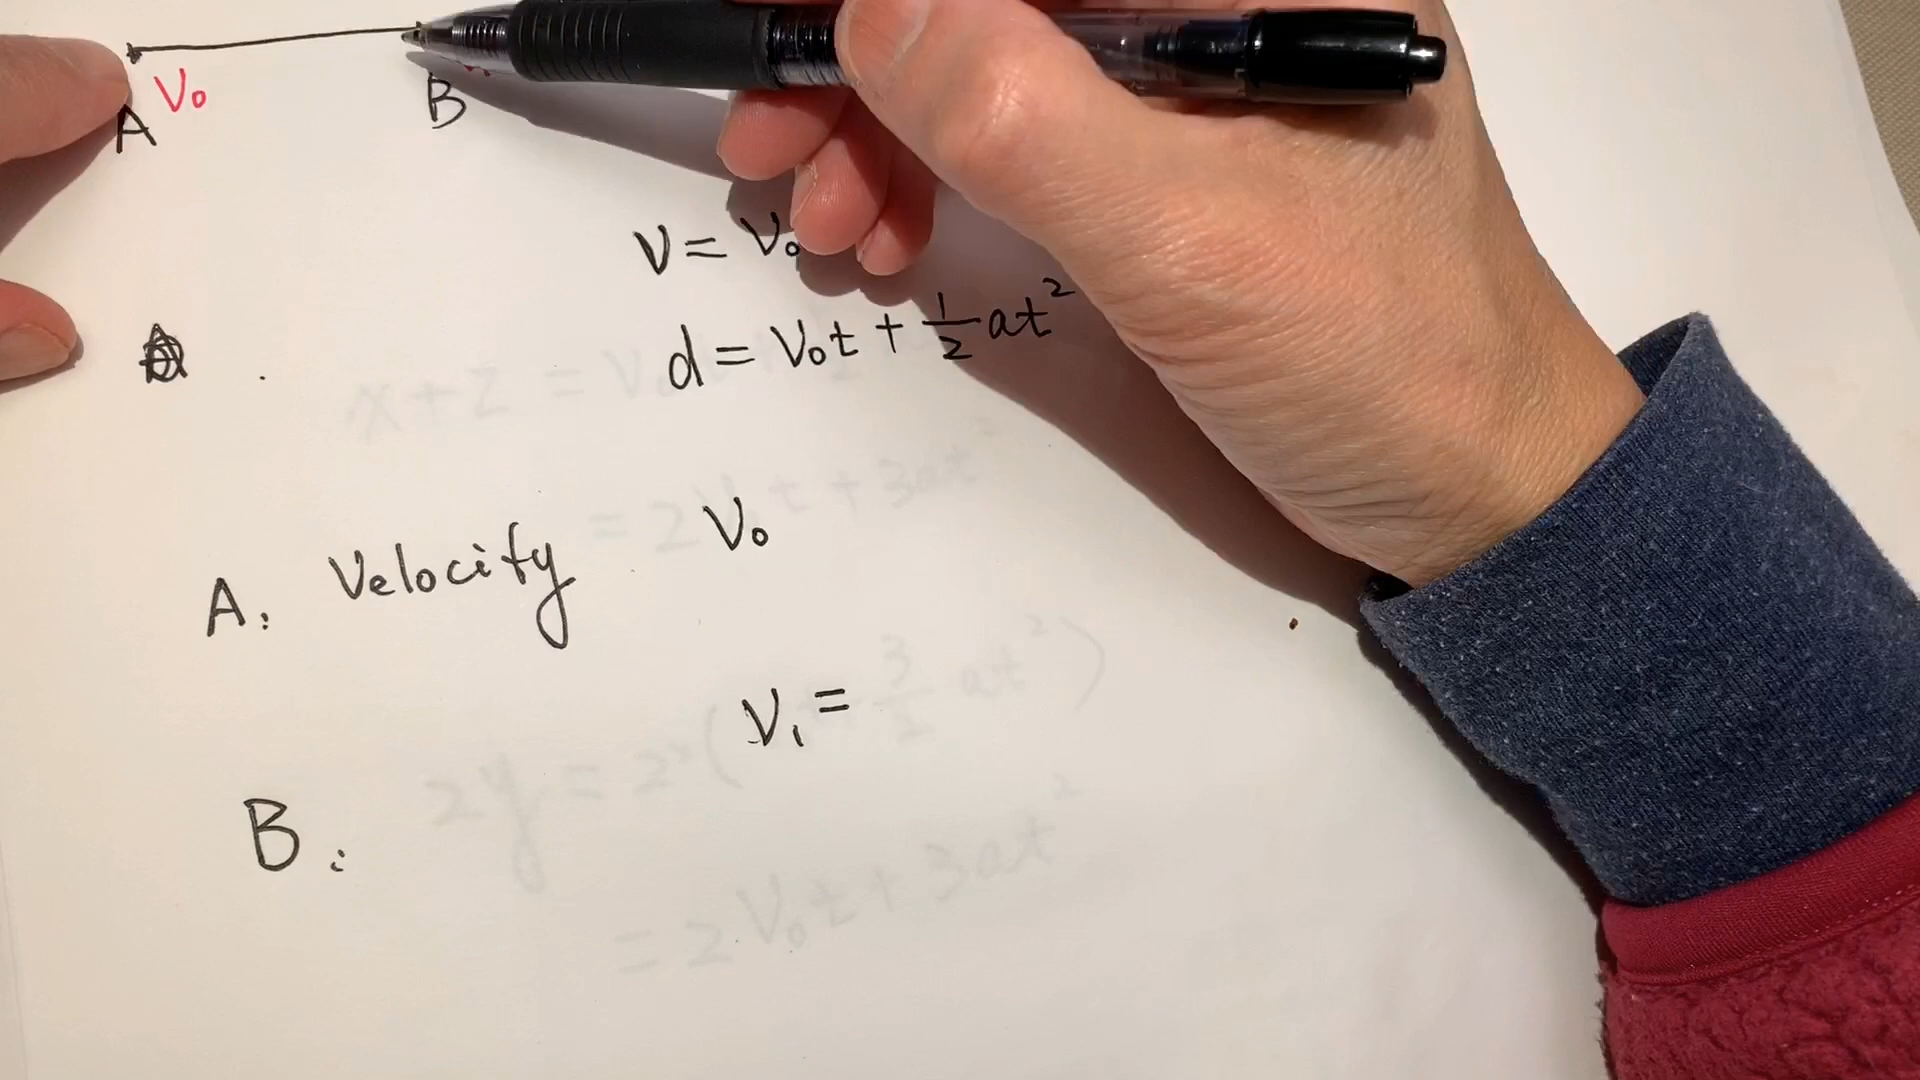 A V₀ B
V = V₀
d = V₀t + ½at²
A: Velocity V₀
V₁ =
B: